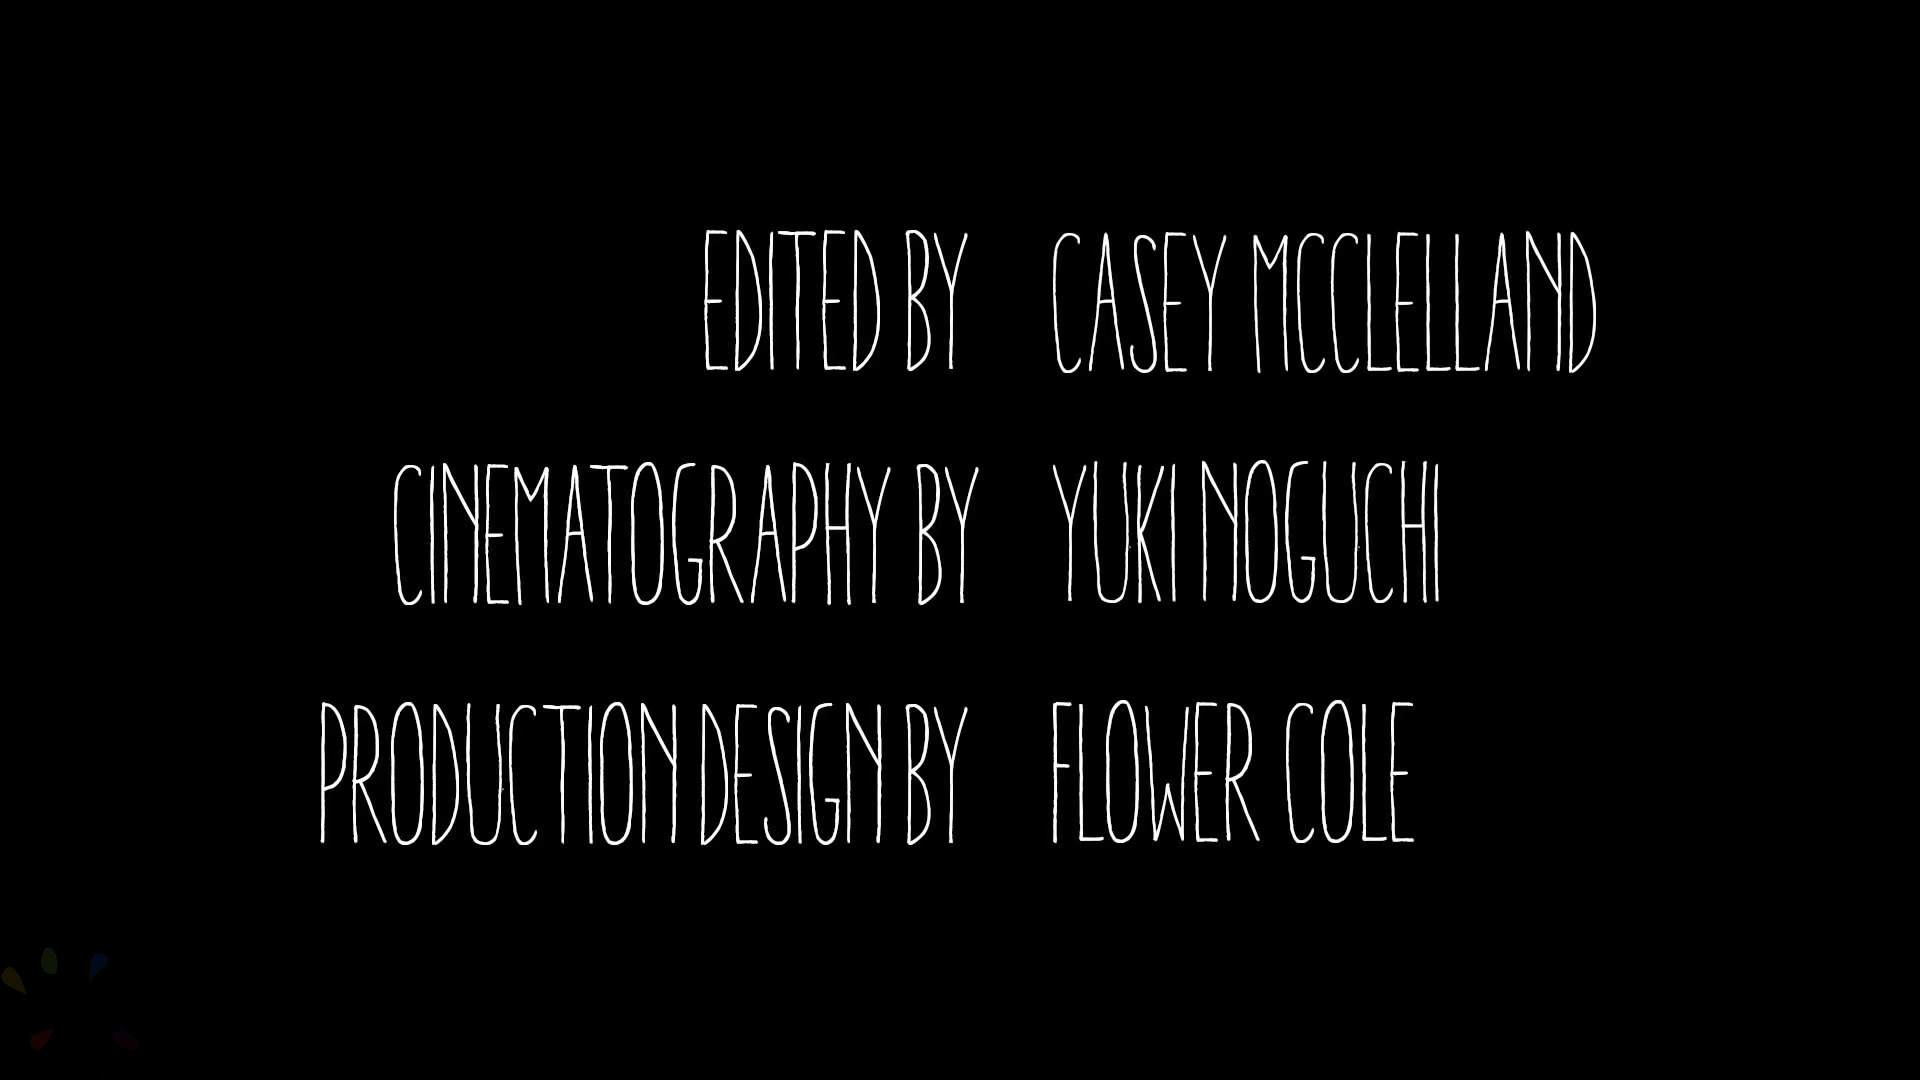 EDITED BY CASEY MCCLELLAND
CINEMATOGRAPHY BY YUKI NOGUCHI
PRODUCTION DESIGN BY FLOWER COLE